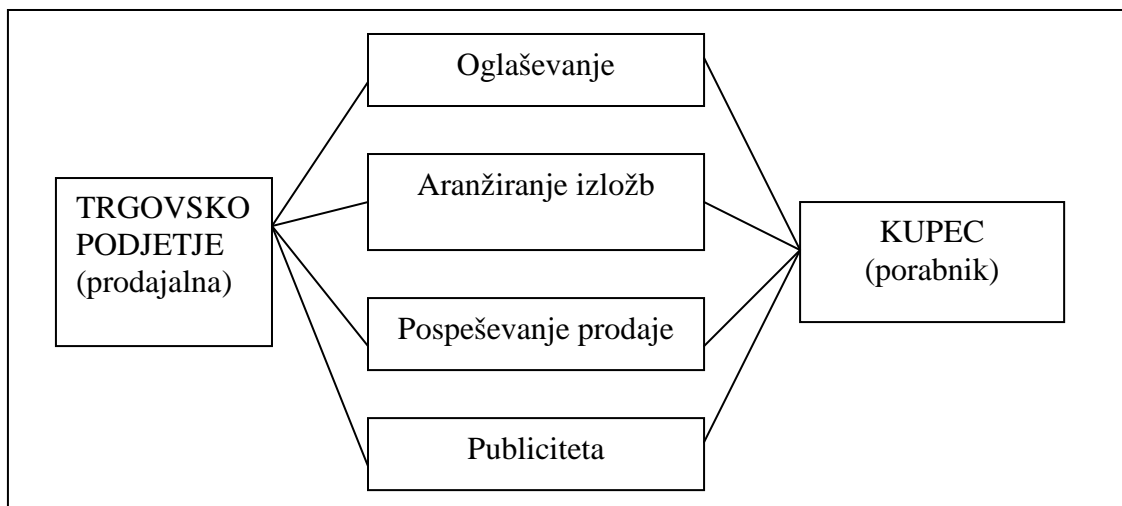 Oglaševanje
Aranžiranje izložb
TRGOVSKO
PODJETJE
(prodajalna)
KUPEC
(porabnik)
Pospeševanje prodaje
Publiciteta